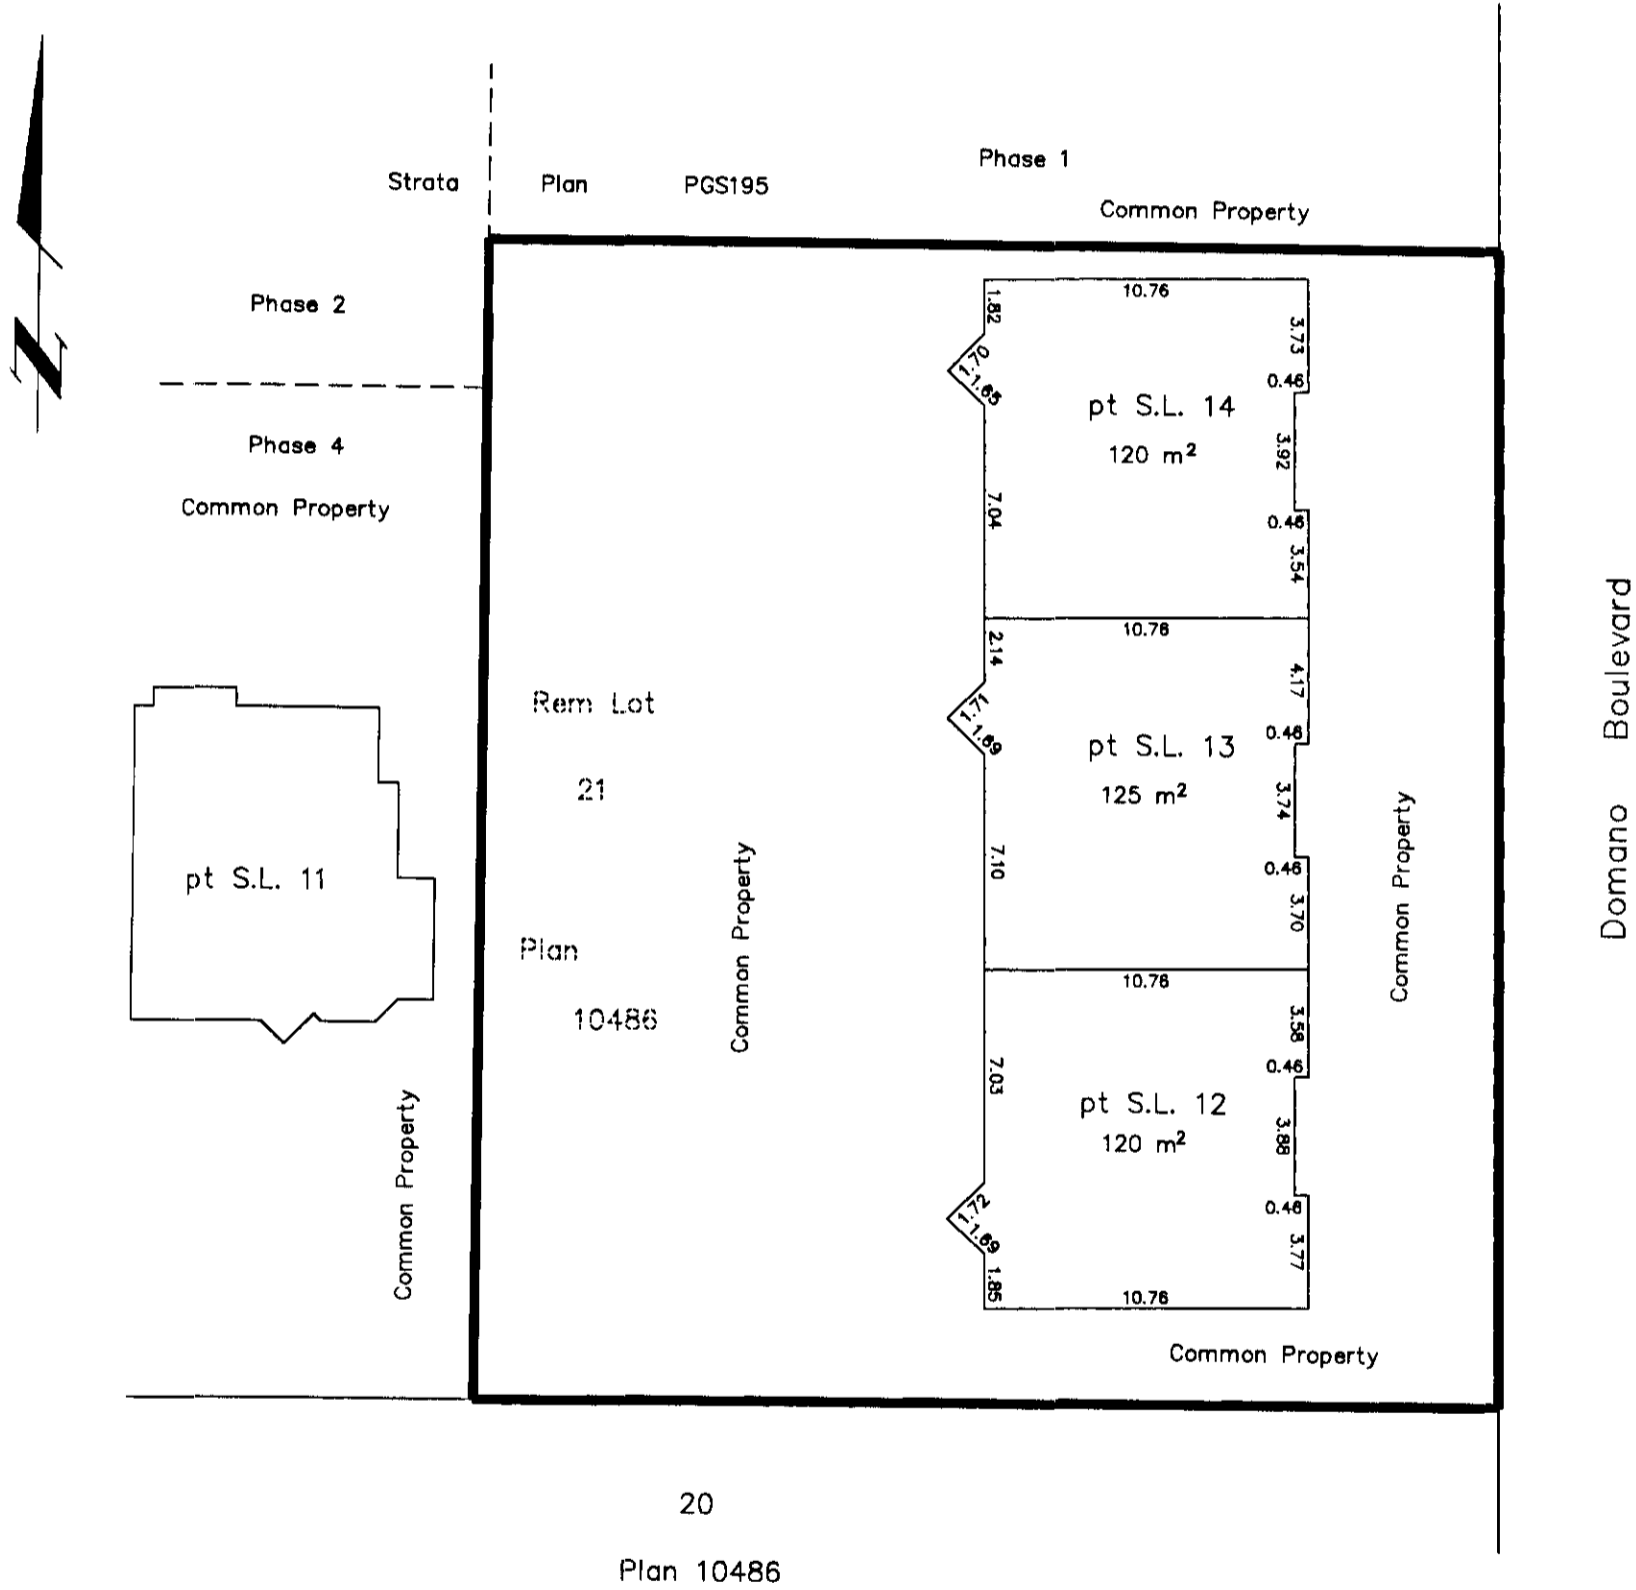 Phase 1
Strata Plan PGS195
Common Property
N
Phase 2
Phase 4
Common Property
10.76
1.82
3.73
1.70
1.65
0.46
pt S.L. 14
120 m²
3.92
7.04
0.46
3.54
10.76
2.14
4.17
Rem Lot
21
1.71
1.69
0.46
pt S.L. 13
125 m²
3.74
7.10
0.46
3.70
Domano Boulevard
Common Property
Common Property
pt S.L. 11
Plan
10486
10.76
3.58
7.03
0.46
pt S.L. 12
120 m²
3.88
1.72
1.69
0.46
3.77
1.85
10.76
Common Property
Common Property
20
Plan 10486